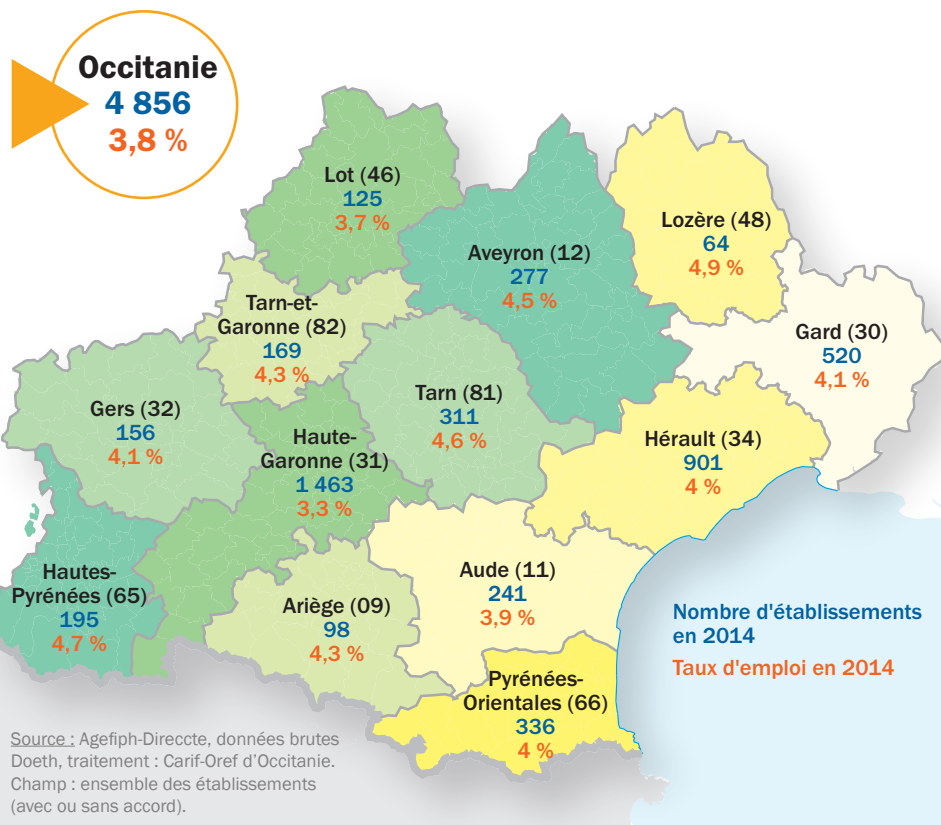 Occitanie
4 856
3,8 %
Lot (46)
125
3,7 %
Aveyron (12)
277
4,5 %
Lozère (48)
64
4,9 %
Tarn-et-
Garonne (82)
169
4,3 %
Gard (30)
520
4,1 %
Gers (32)
156
4,1 %
Haute-
Garonne (31)
1 463
3,3 %
Tarn (81)
311
4,6 %
Hérault (34)
901
4 %
Hautes-
Pyrénées (65)
195
4,7 %
Ariège (09)
98
4,3 %
Aude (11)
241
3,9 %
Pyrénées-
Orientales (66)
336
4 %
Nombre d'établissements
en 2014
Taux d'emploi en 2014
Source : Agefiph-Direccte, données brutes
Doeth, traitement : Carif-Oref d’Occitanie.
Champ : ensemble des établissements
(avec ou sans accord).